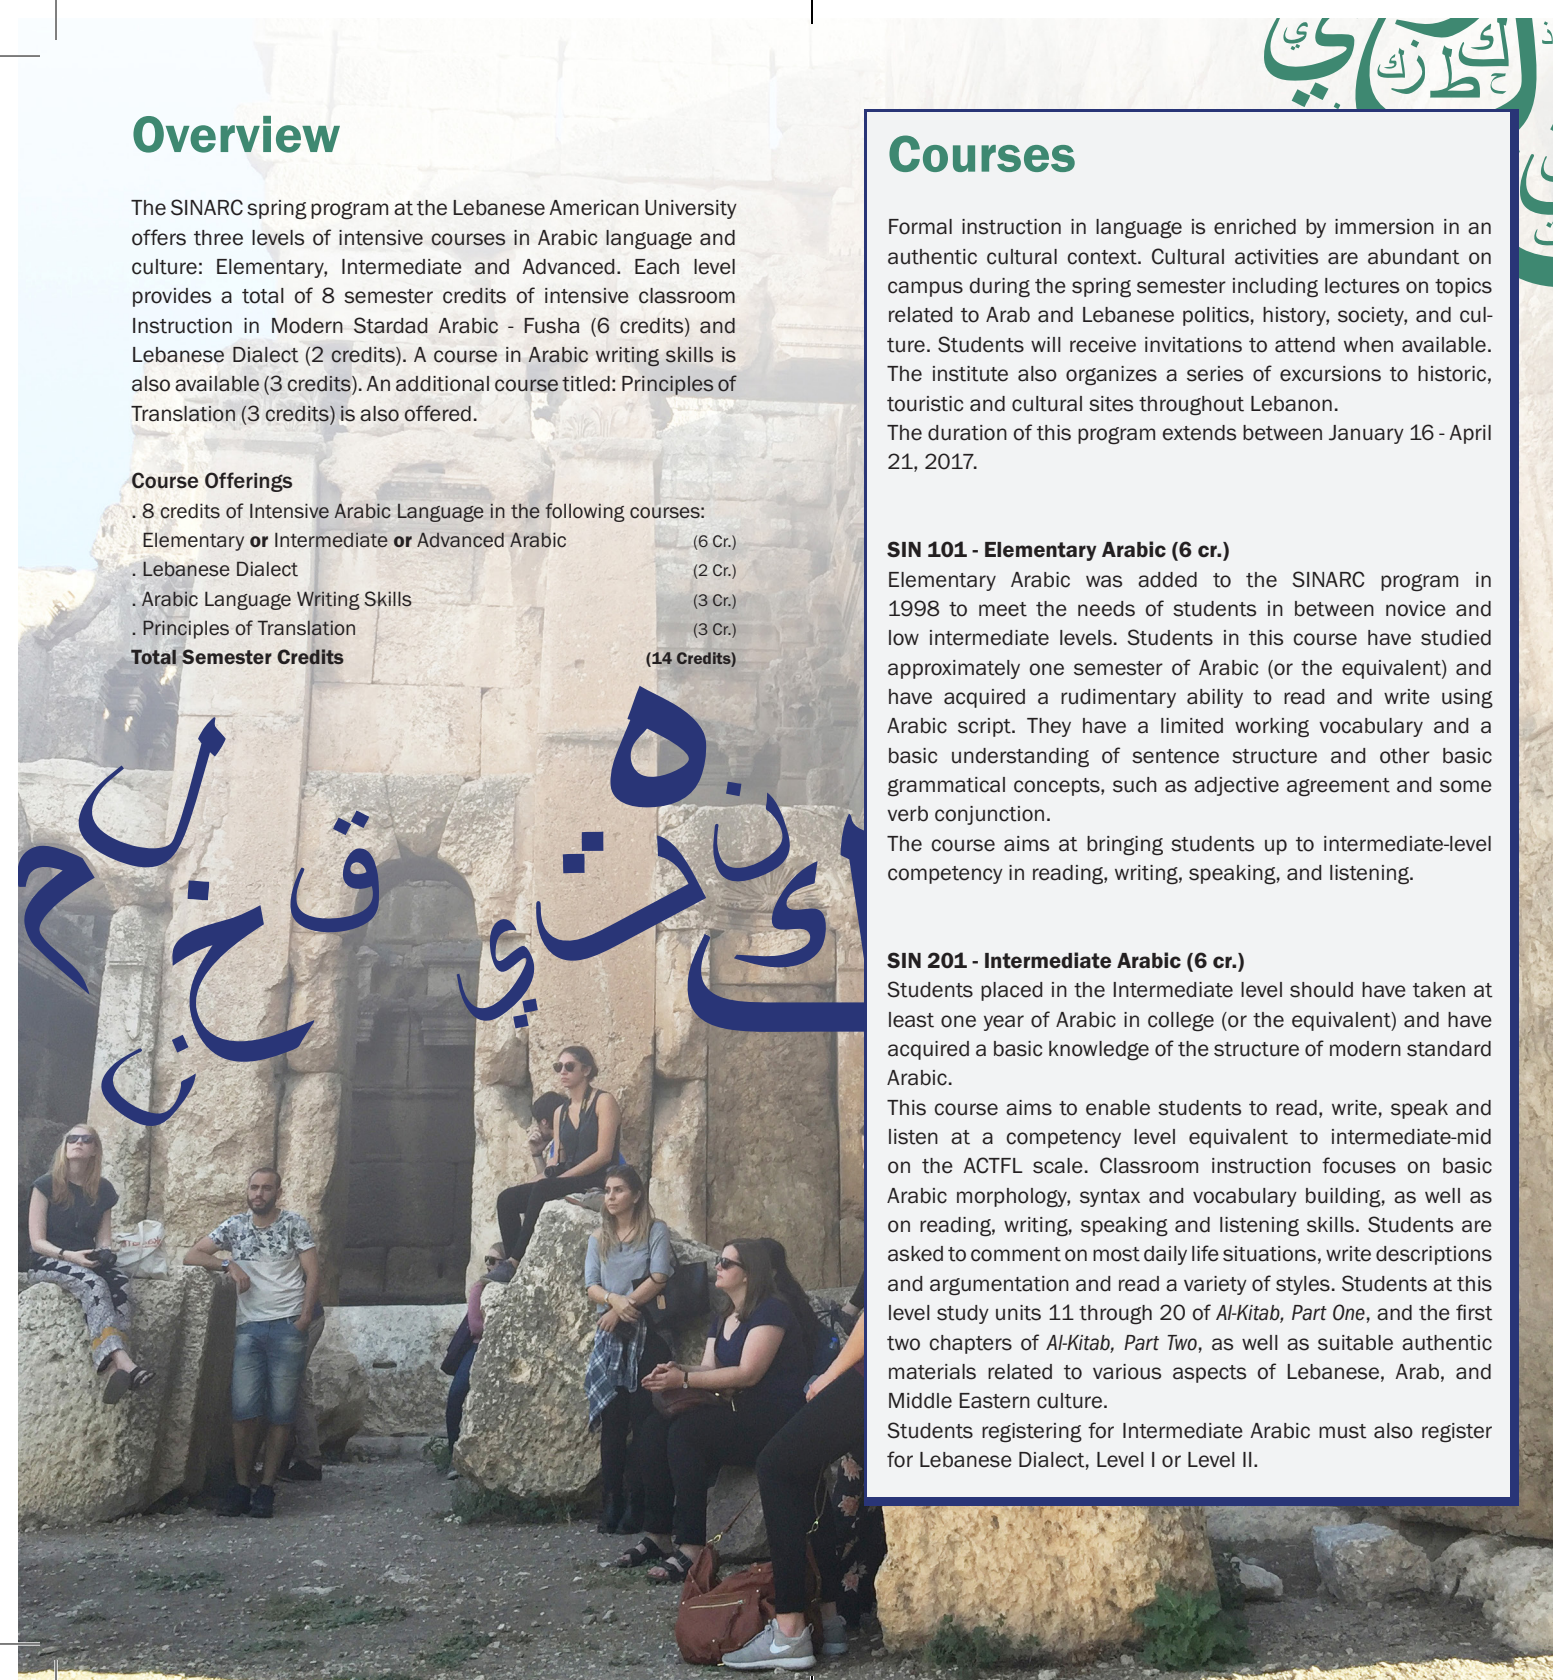 Overview
The SINARC spring program at the Lebanese American University
offers three levels of intensive courses in Arabic language and
culture: Elementary, Intermediate and Advanced. Each level
provides a total of 8 semester credits of intensive classroom
Instruction in Modern Stardad Arabic - Fusha (6 credits) and
Lebanese Dialect (2 credits). A course in Arabic writing skills is
also available (3 credits). An additional course titled: Principles of
Translation (3 credits) is also offered.
Course Offerings
. 8 credits of Intensive Arabic Language in the following courses:
Elementary or Intermediate or Advanced Arabic (6 Cr.)
. Lebanese Dialect (2 Cr.)
. Arabic Language Writing Skills (3 Cr.)
. Principles of Translation (3 Cr.)
Total Semester Credits (14 Credits)
Courses
Formal instruction in language is enriched by immersion in an
authentic cultural context. Cultural activities are abundant on
campus during the spring semester including lectures on topics
related to Arab and Lebanese politics, history, society, and cul-
ture. Students will receive invitations to attend when available.
The institute also organizes a series of excursions to historic,
touristic and cultural sites throughout Lebanon.
The duration of this program extends between January 16 - April
21, 2017.
SIN 101 - Elementary Arabic (6 cr.)
Elementary Arabic was added to the SINARC program in
1998 to meet the needs of students in between novice and
low intermediate levels. Students in this course have studied
approximately one semester of Arabic (or the equivalent) and
have acquired a rudimentary ability to read and write using
Arabic script. They have a limited working vocabulary and a
basic understanding of sentence structure and other basic
grammatical concepts, such as adjective agreement and some
verb conjunction.
The course aims at bringing students up to intermediate-level
competency in reading, writing, speaking, and listening.
SIN 201 - Intermediate Arabic (6 cr.)
Students placed in the Intermediate level should have taken at
least one year of Arabic in college (or the equivalent) and have
acquired a basic knowledge of the structure of modern standard
Arabic.
This course aims to enable students to read, write, speak and
listen at a competency level equivalent to intermediate-mid
on the ACTFL scale. Classroom instruction focuses on basic
Arabic morphology, syntax and vocabulary building, as well as
on reading, writing, speaking and listening skills. Students are
asked to comment on most daily life situations, write descriptions
and argumentation and read a variety of styles. Students at this
level study units 11 through 20 of Al-Kitab, Part One, and the first
two chapters of Al-Kitab, Part Two, as well as suitable authentic
materials related to various aspects of Lebanese, Arab, and
Middle Eastern culture.
Students registering for Intermediate Arabic must also register
for Lebanese Dialect, Level I or Level II.